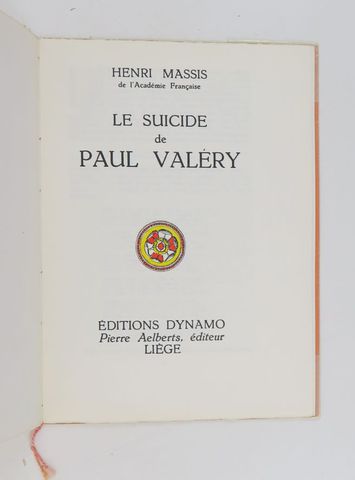 HENRI MASSIS
de l'Académie Française
LE SUICIDE
de
PAUL VALÉRY
ÉDITIONS DYNAMO
Pierre Aelberts, éditeur
LIÈGE